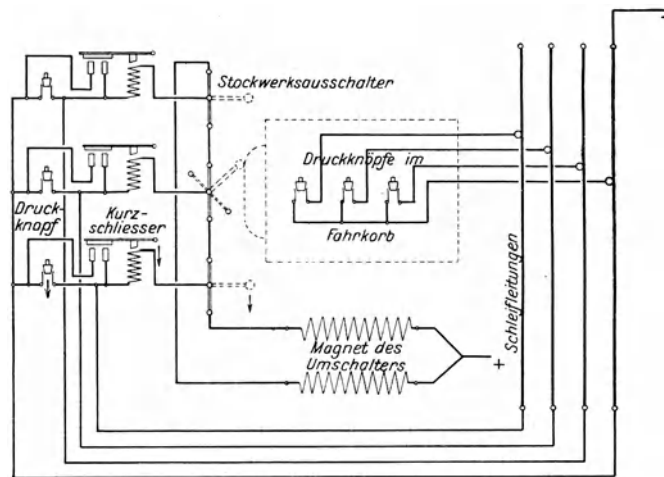 Stockwerksausschalter
Druckknöpfe im
Fahrkorb
Druck-
knopf
Kurz-
schliesser
Schleifleitungen
Magnet des
Umschalters
+
-